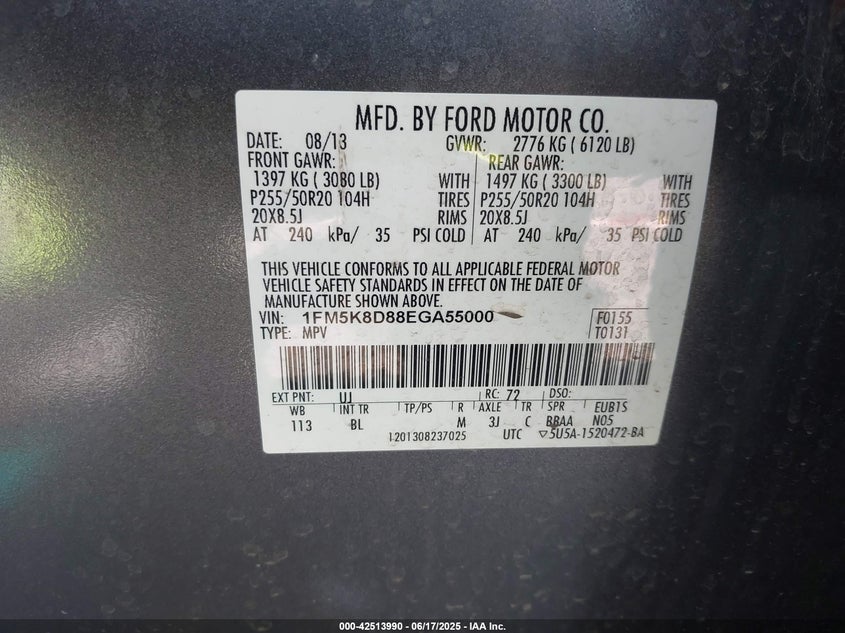 MFD. BY FORD MOTOR CO.
DATE: 08/13 GVWR: 2776 KG ( 6120 LB)
FRONT GAWR: REAR GAWR:
1397 KG ( 3080 LB) WITH 1497 KG ( 3300 LB) WITH
P255/50R20 104H TIRES P255/50R20 104H TIRES
20X8.5J RIMS 20X8.5J RIMS
AT 240 kPa/ 35 PSI COLD AT 240 kPa/ 35 PSI COLD
THIS VEHICLE CONFORMS TO ALL APPLICABLE FEDERAL MOTOR
VEHICLE SAFETY STANDARDS IN EFFECT ON THE DATE OF
MANUFACTURE SHOWN ABOVE.
VIN: 1FM5K8D88EGA55000 F0155
TYPE: MPV T0131
EXT PNT: UJ RC: 72 DSO:
WB INT TR TP/PS R AXLE TR SPR EUB1S
113 BL M 3J C BBAA N05
1201308237025 UTC ▽5U5A-1520472-BA
000-42513990 - 06/17/2025 - IAA Inc.